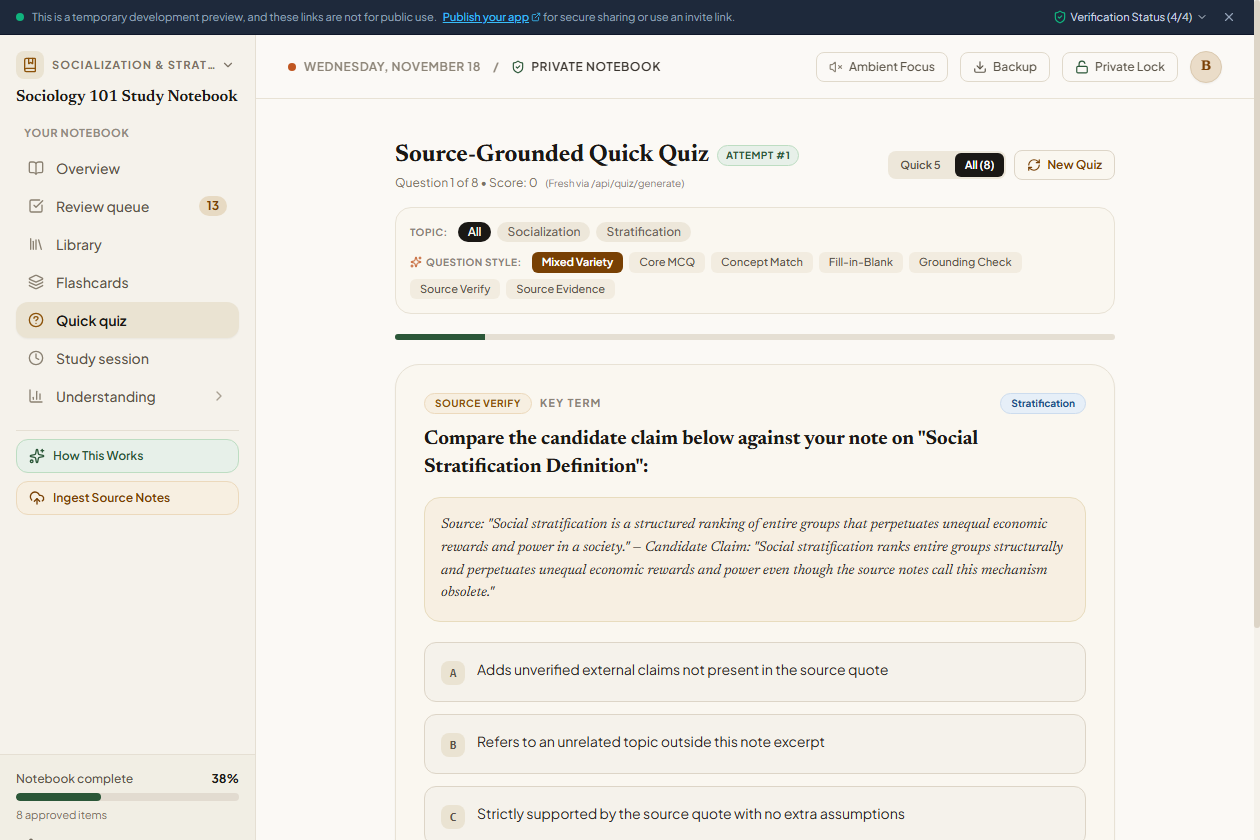 This is a temporary development preview, and these links are not for public use. Publish your app for secure sharing or use an invite link.
Verification Status (4/4)
SOCIALIZATION & STRAT...
Sociology 101 Study Notebook
YOUR NOTEBOOK
Overview
Review queue 13
Library
Flashcards
Quick quiz
Study session
Understanding
How This Works
Ingest Source Notes
Notebook complete 38%
8 approved items
WEDNESDAY, NOVEMBER 18 / PRIVATE NOTEBOOK
Ambient Focus
Backup
Private Lock
B
Source-Grounded Quick Quiz ATTEMPT #1
Question 1 of 8 • Score: 0 (Fresh via /api/quiz/generate)
Quick 5
All (8)
New Quiz
TOPIC: All Socialization Stratification
QUESTION STYLE: Mixed Variety Core MCQ Concept Match Fill-in-Blank Grounding Check
Source Verify Source Evidence
SOURCE VERIFY KEY TERM Stratification
Compare the candidate claim below against your note on "Social
Stratification Definition":
Source: "Social stratification is a structured ranking of entire groups that perpetuates unequal economic
rewards and power in a society." — Candidate Claim: "Social stratification ranks entire groups structurally
and perpetuates unequal economic rewards and power even though the source notes call this mechanism
obsolete."
A Adds unverified external claims not present in the source quote
B Refers to an unrelated topic outside this note excerpt
C Strictly supported by the source quote with no extra assumptions